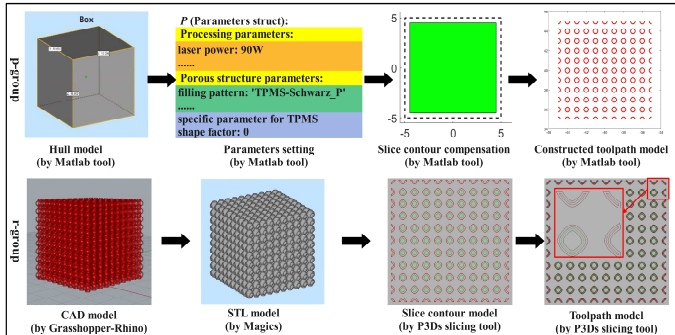 p-group
Box
Hull model
(by Matlab tool)
P (Parameters struct):
Processing parameters:
laser power: 90W
......
Porous structure parameters:
filling pattern: 'TPMS-Schwarz_P'
......
specific parameter for TPMS
shape factor: 0
Parameters setting
(by Matlab tool)
5
0
-5
-5 0 5
Slice contour compensation
(by Matlab tool)
Constructed toolpath model
(by Matlab tool)
r-group
CAD model
(by Grasshopper-Rhino)
STL model
(by Magics)
Slice contour model
(by P3Ds slicing tool)
Toolpath model
(by P3Ds slicing tool)